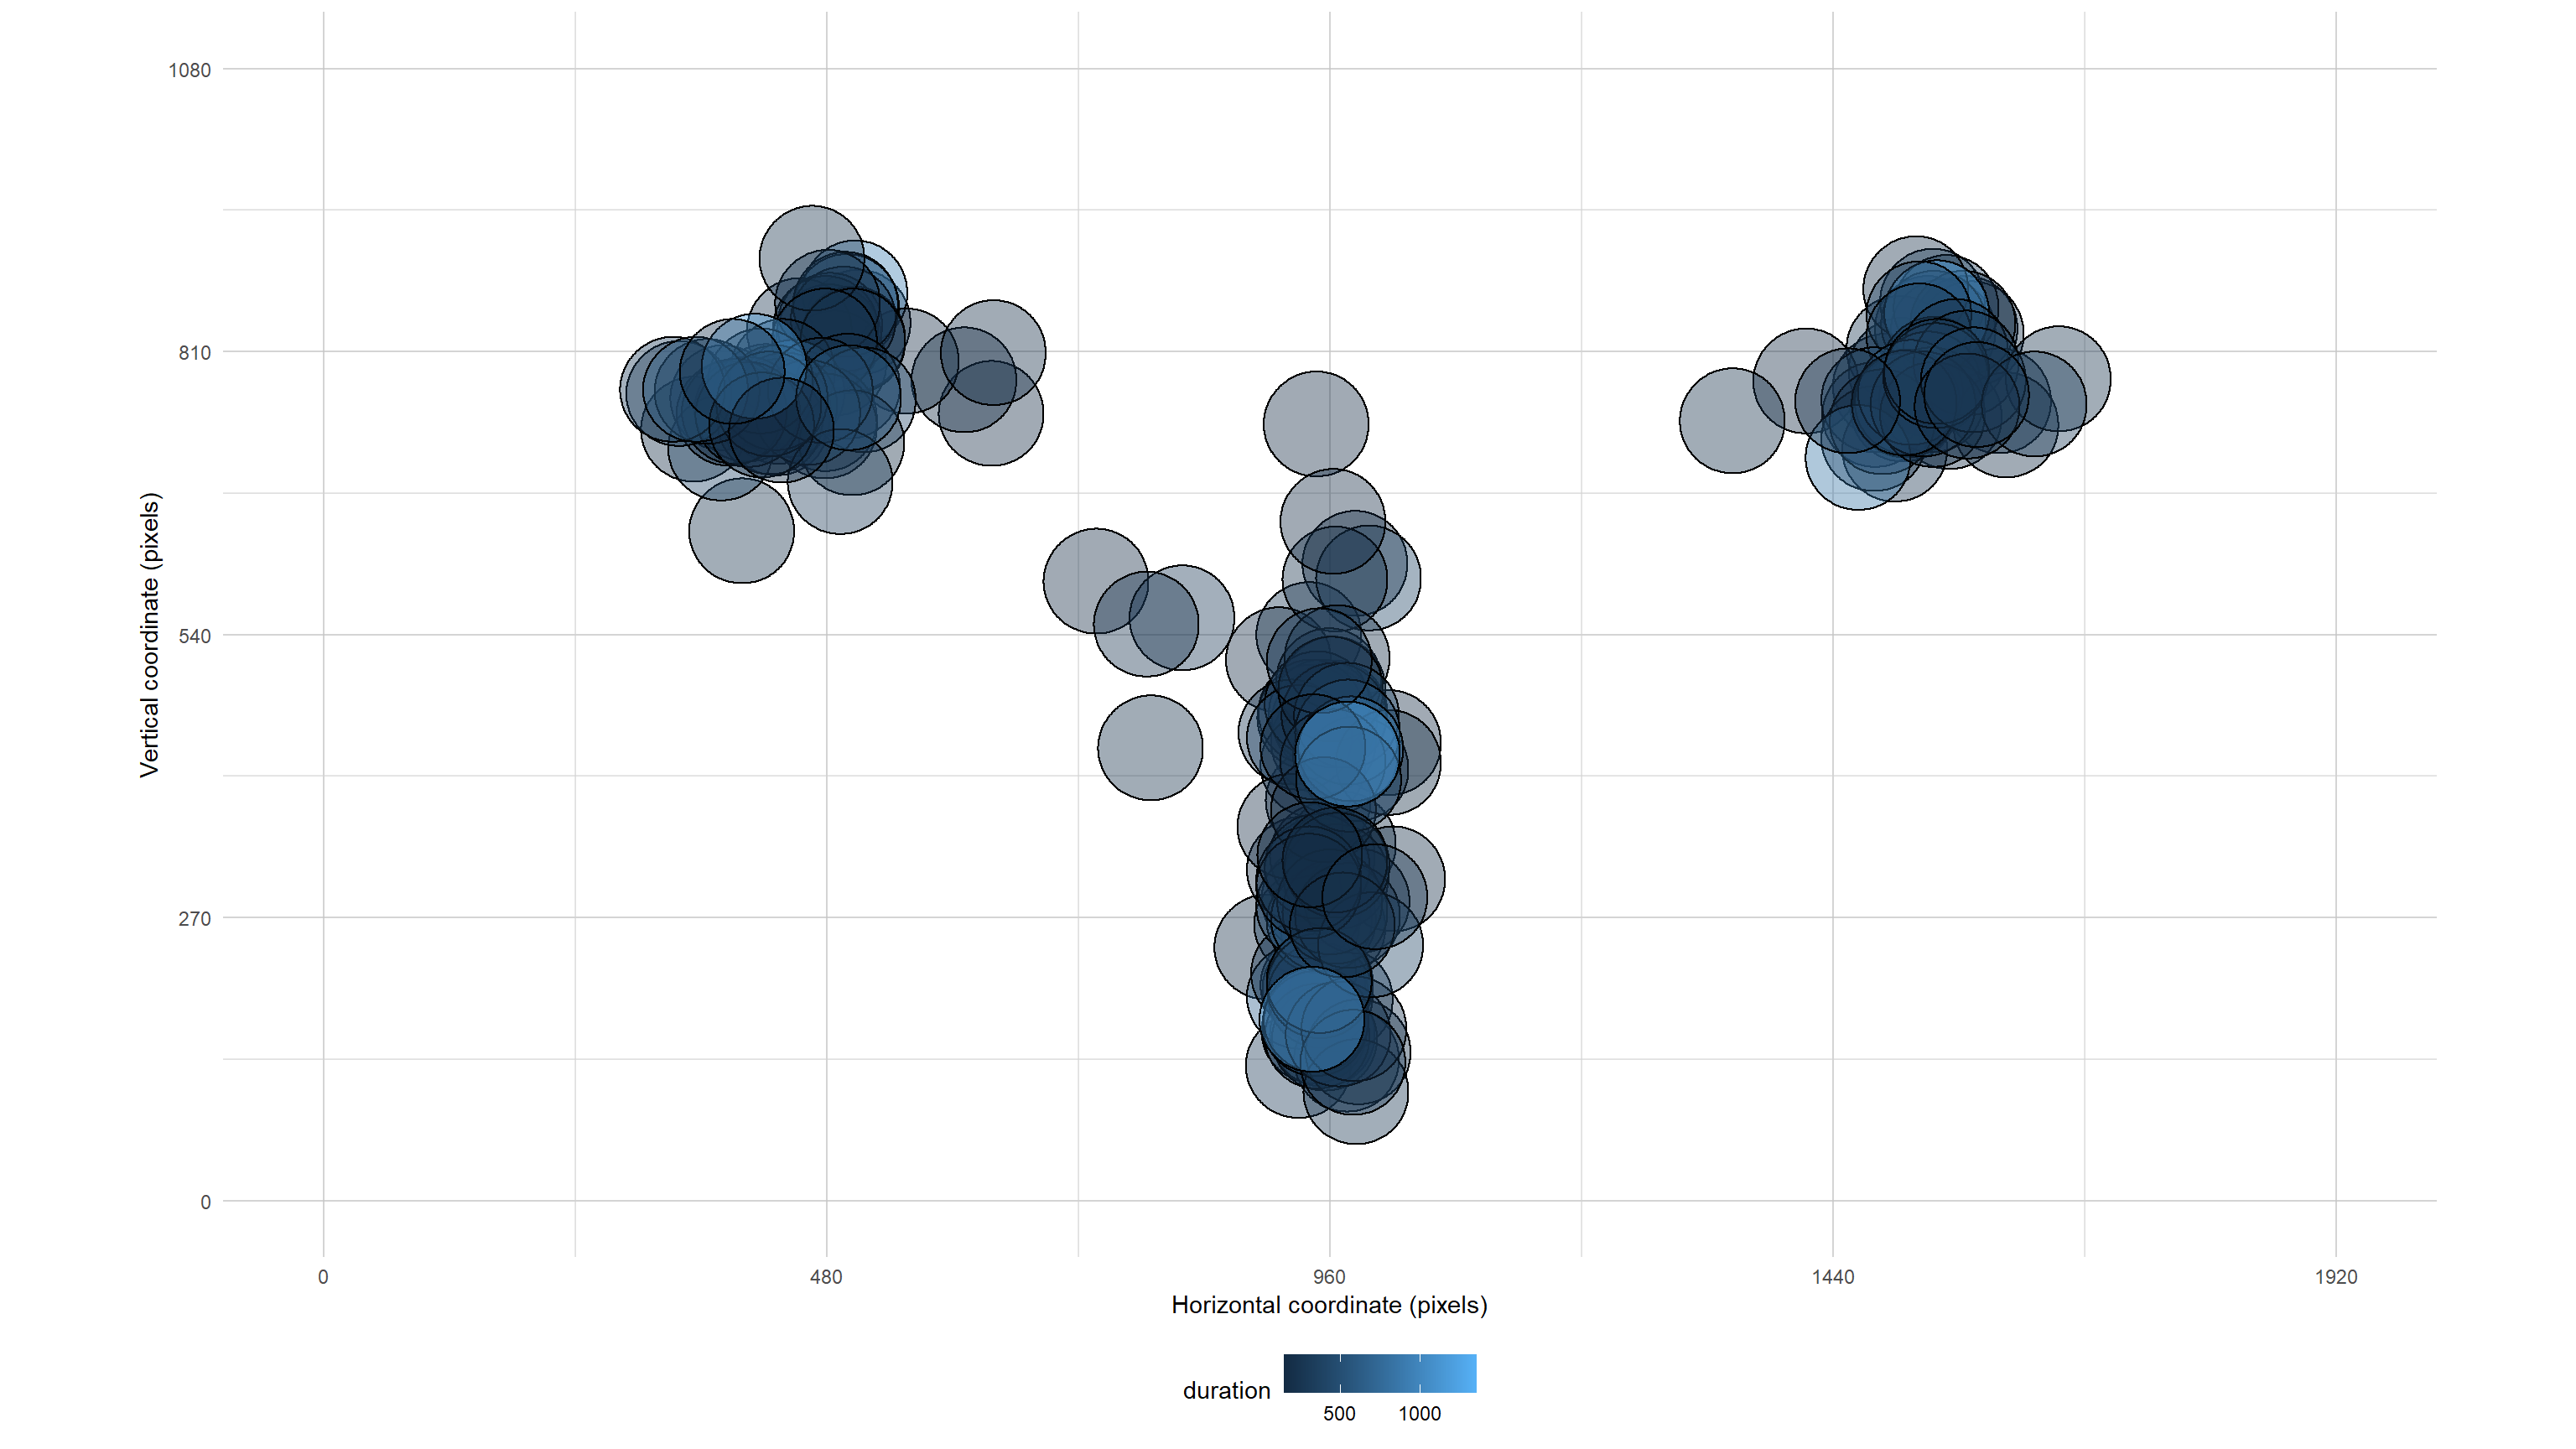 1080
810
540
270
0
Vertical coordinate (pixels)
0 480 960 1440 1920
Horizontal coordinate (pixels)
duration
500 1000